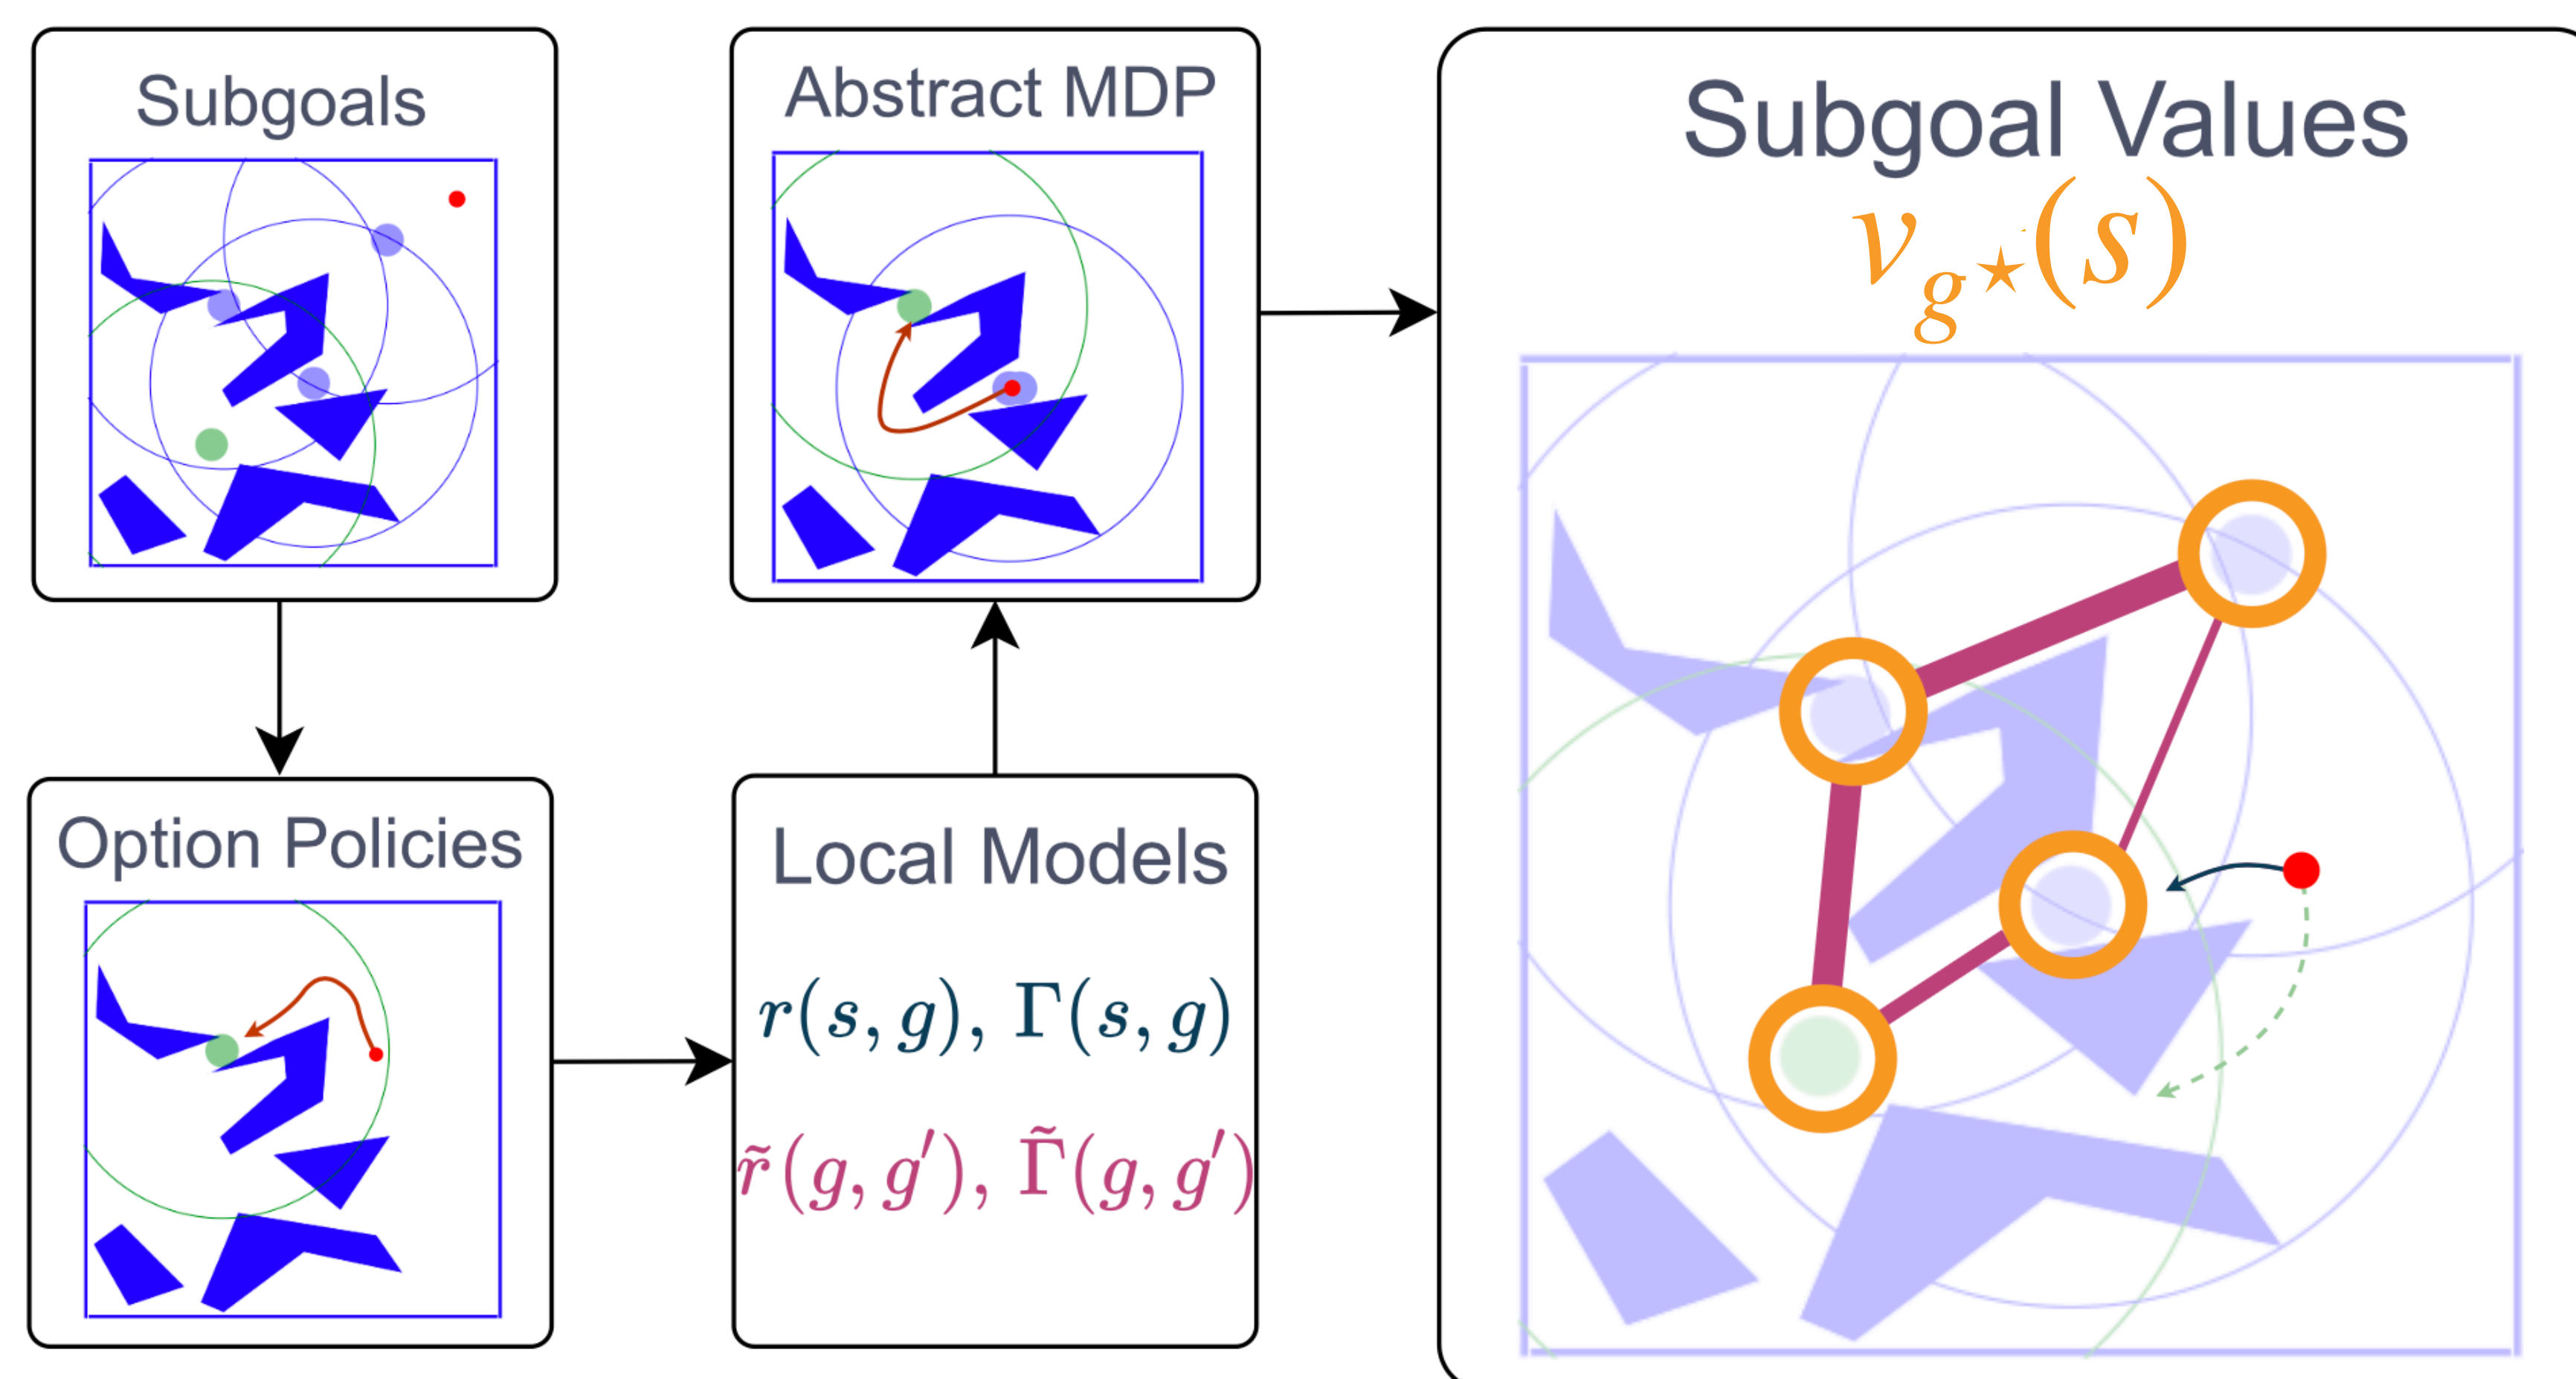 Subgoals
Option Policies
Local Models
r(s, g), Γ(s, g)
r̃(g, g′), Γ̃(g, g′)
Abstract MDP
Subgoal Values
v_{g⋆}(s)